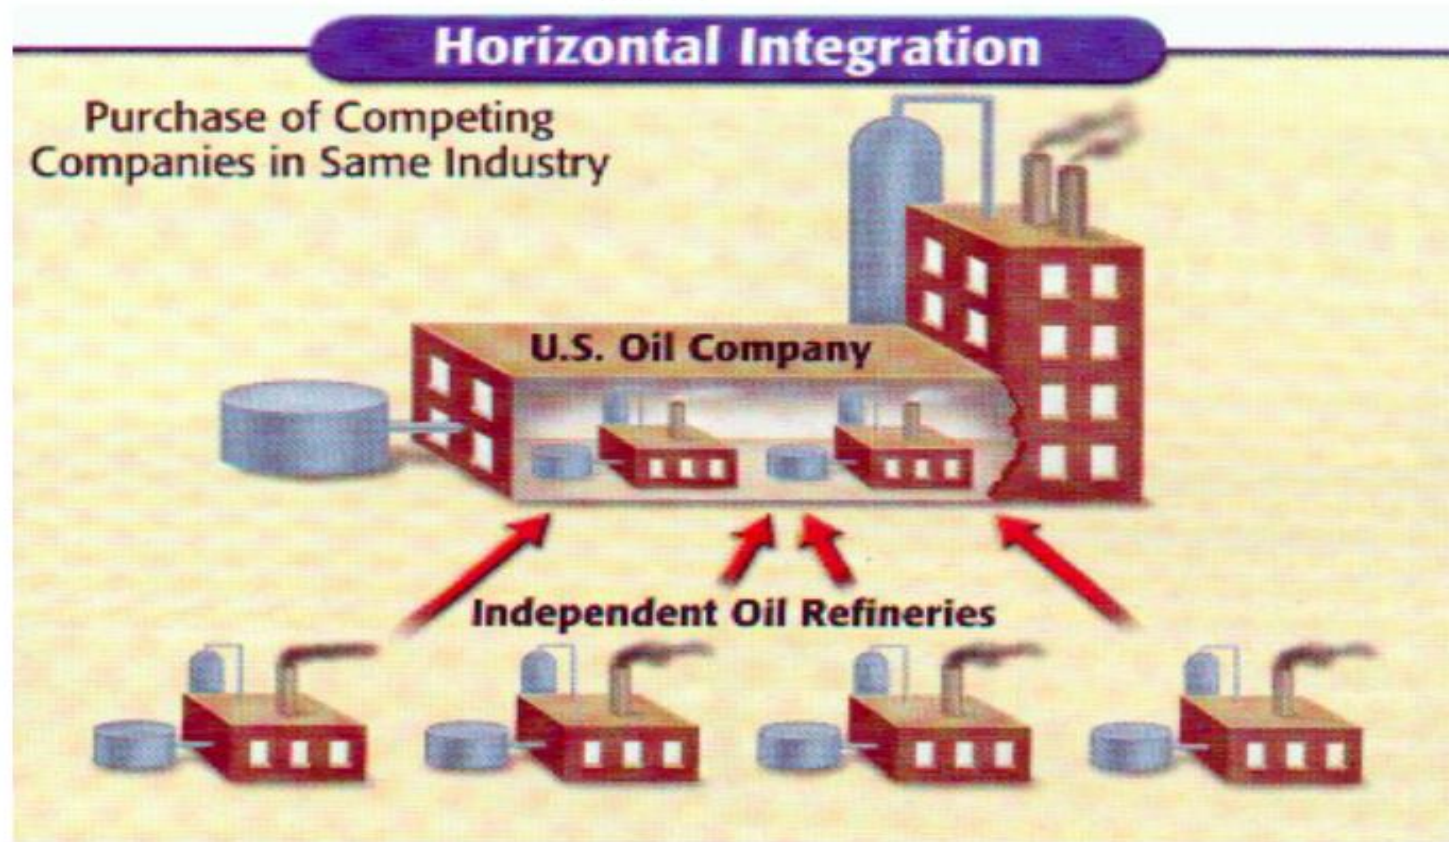 Horizontal Integration
Purchase of Competing
Companies in Same Industry
U.S. Oil Company
Independent Oil Refineries